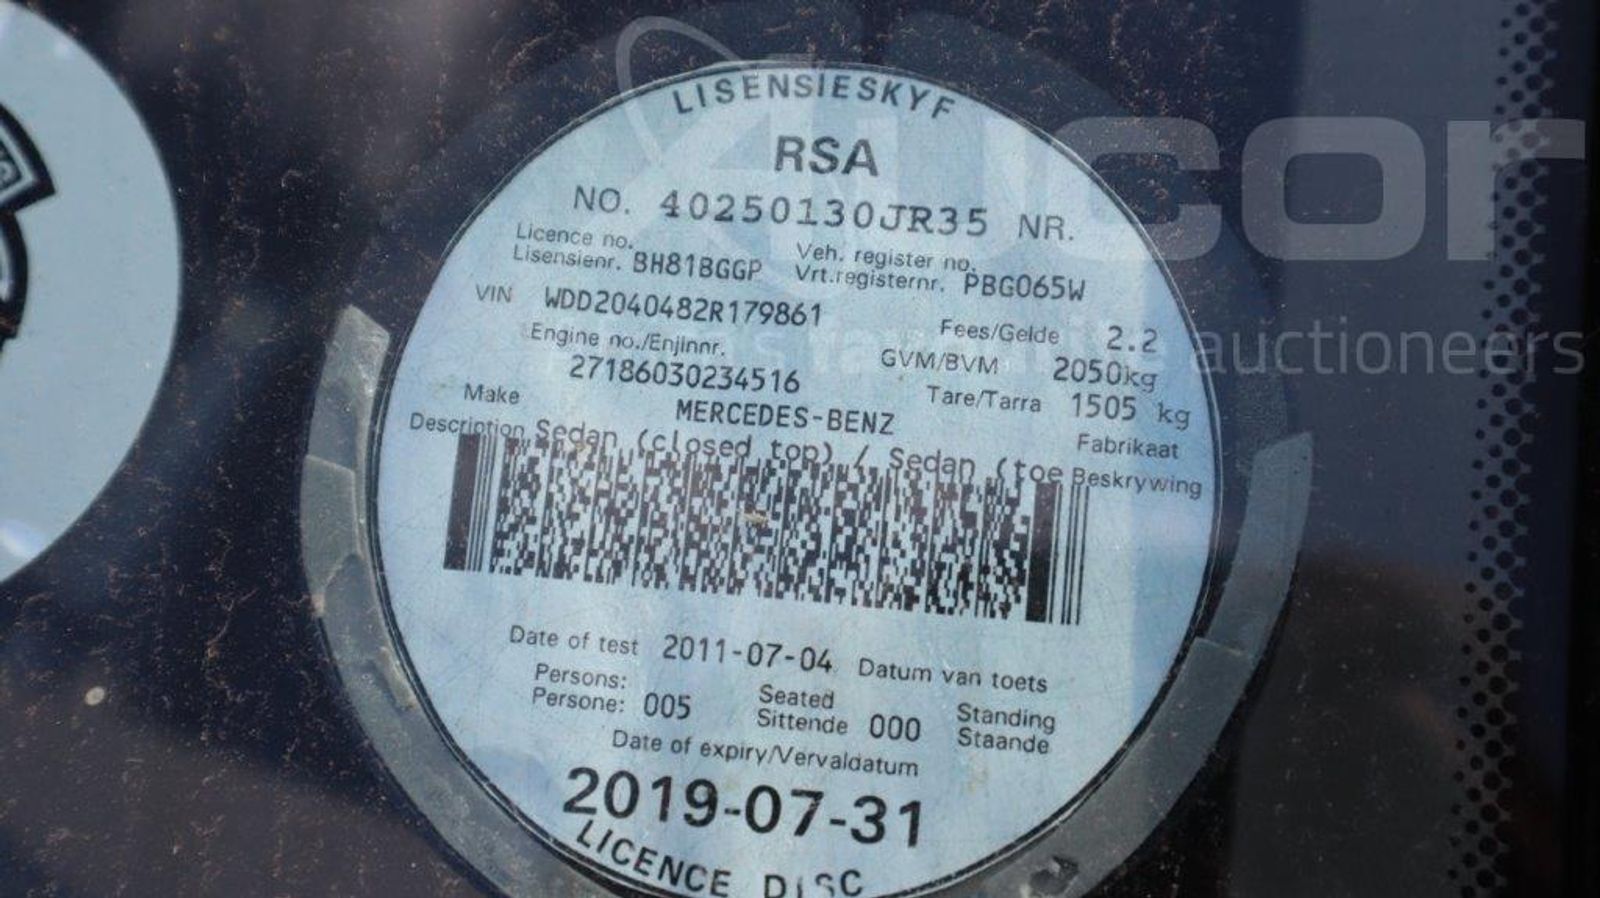 LISENSIESKYF
RSA
NO. 40250130JR35 NR.
Licence no. Veh. register no.
Lisensienr. BH81BGGP Vrt.registernr. PBG065W
VIN WDD2040482R179861
Fees/Gelde 2.2
Engine no./Enjinnr. GVM/BVM 2050kg
27186030234516 Tare/Tarra 1505 kg
Make MERCEDES-BENZ Fabrikaat
Description Sedan (closed top) / Sedan (toe Beskrywing
Date of test 2011-07-04 Datum van toets
Persons: Seated Standing
Persone: 005 Sittende 000 Staande
Date of expiry/Vervaldatum
2019-07-31
LICENCE DISC
aucor
auctioneers